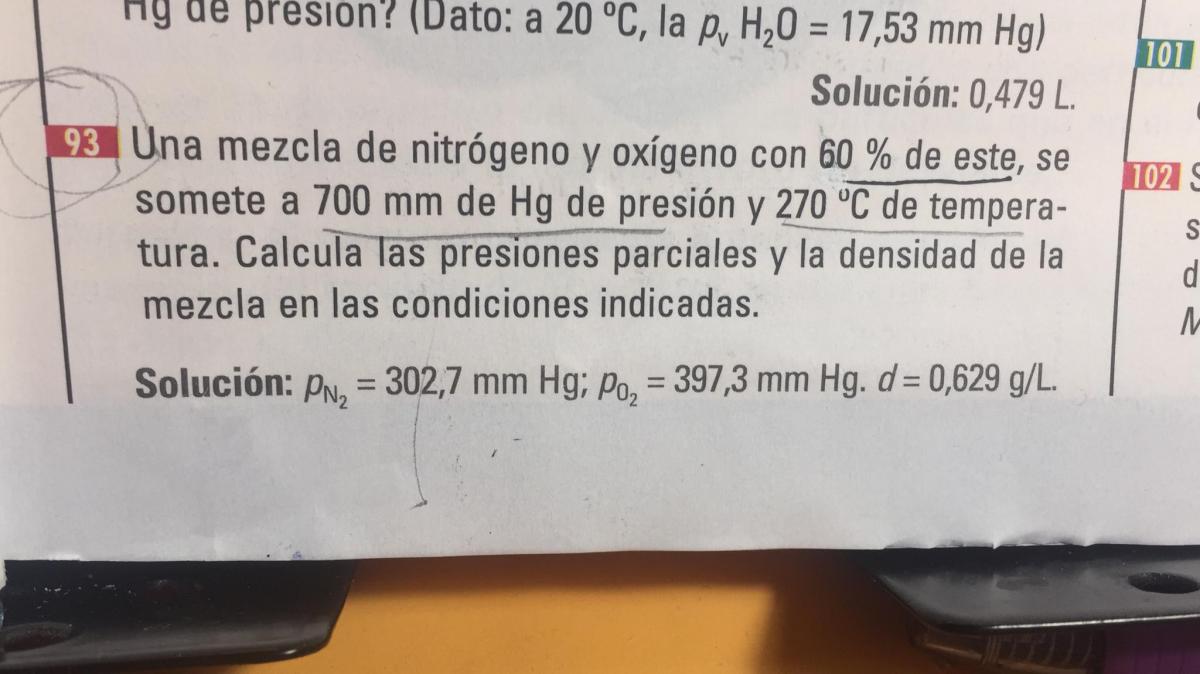 Hg de presión? (Dato: a 20 ºC, la pᵥ H₂O = 17,53 mm Hg)
Solución: 0,479 L.
93 Una mezcla de nitrógeno y oxígeno con 60 % de este, se
somete a 700 mm de Hg de presión y 270 ºC de tempera-
tura. Calcula las presiones parciales y la densidad de la
mezcla en las condiciones indicadas.
Solución: pN₂ = 302,7 mm Hg; pO₂ = 397,3 mm Hg. d = 0,629 g/L.
101
102 S
s
d
M